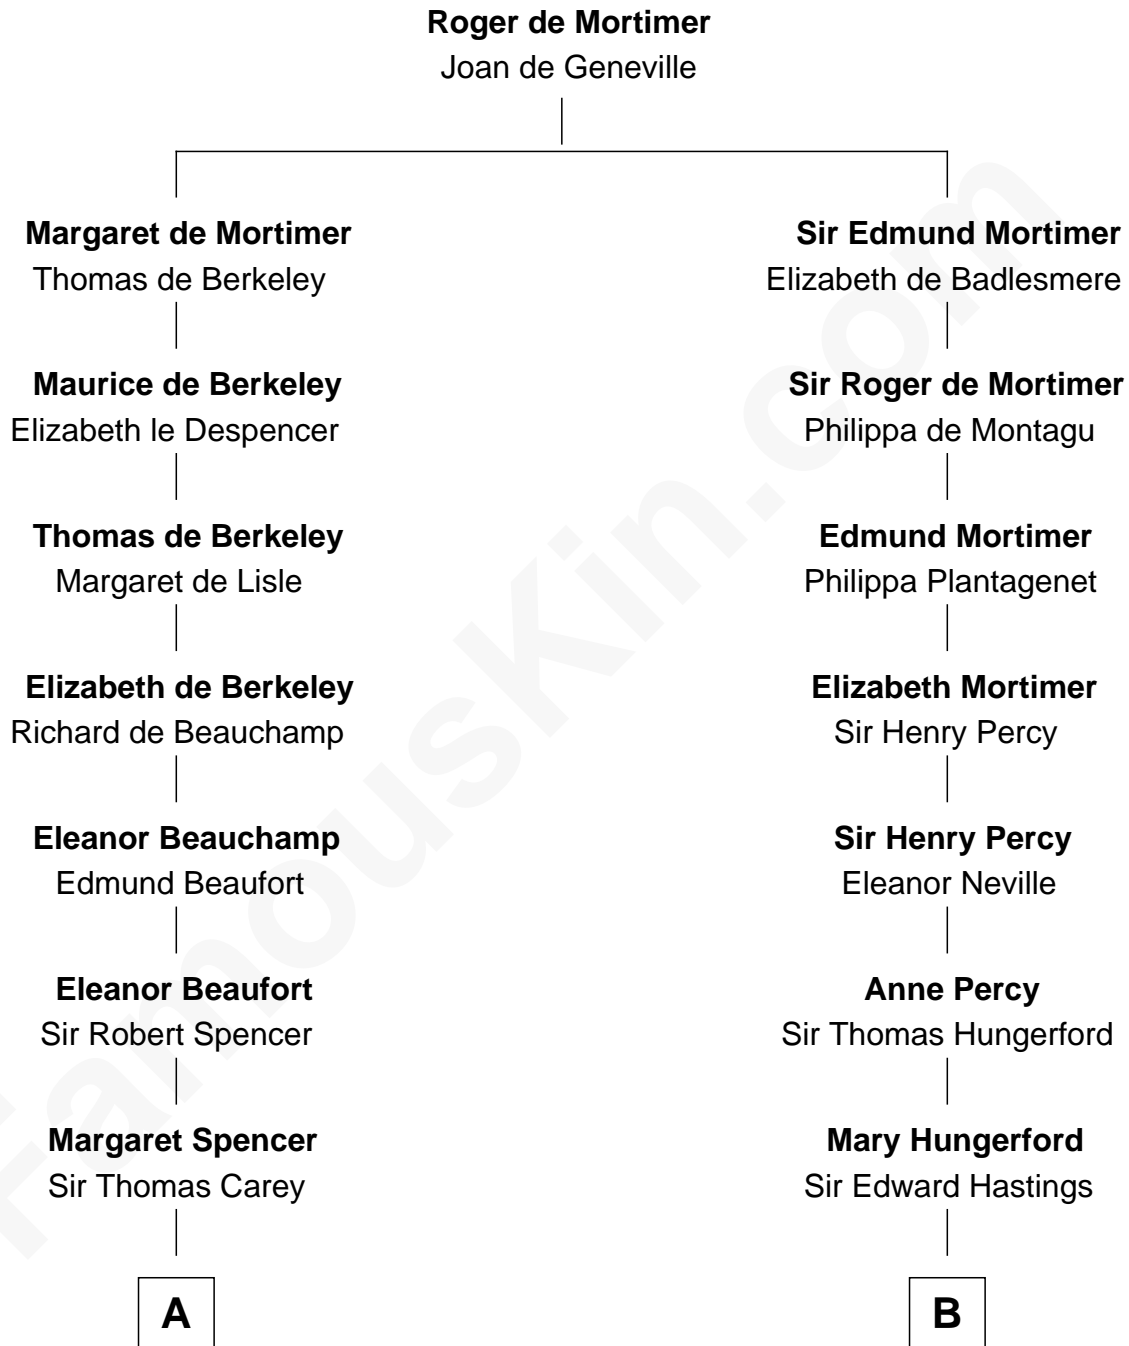 Roger de Mortimer
Joan de Geneville
Margaret de Mortimer
Thomas de Berkeley
Sir Edmund Mortimer
Elizabeth de Badlesmere
Maurice de Berkeley
Elizabeth le Despencer
Sir Roger de Mortimer
Philippa de Montagu
Thomas de Berkeley
Margaret de Lisle
Edmund Mortimer
Philippa Plantagenet
Elizabeth de Berkeley
Richard de Beauchamp
Elizabeth Mortimer
Sir Henry Percy
Eleanor Beauchamp
Edmund Beaufort
Sir Henry Percy
Eleanor Neville
Eleanor Beaufort
Sir Robert Spencer
Anne Percy
Sir Thomas Hungerford
Margaret Spencer
Sir Thomas Carey
Mary Hungerford
Sir Edward Hastings
A
B
FamousKin.com